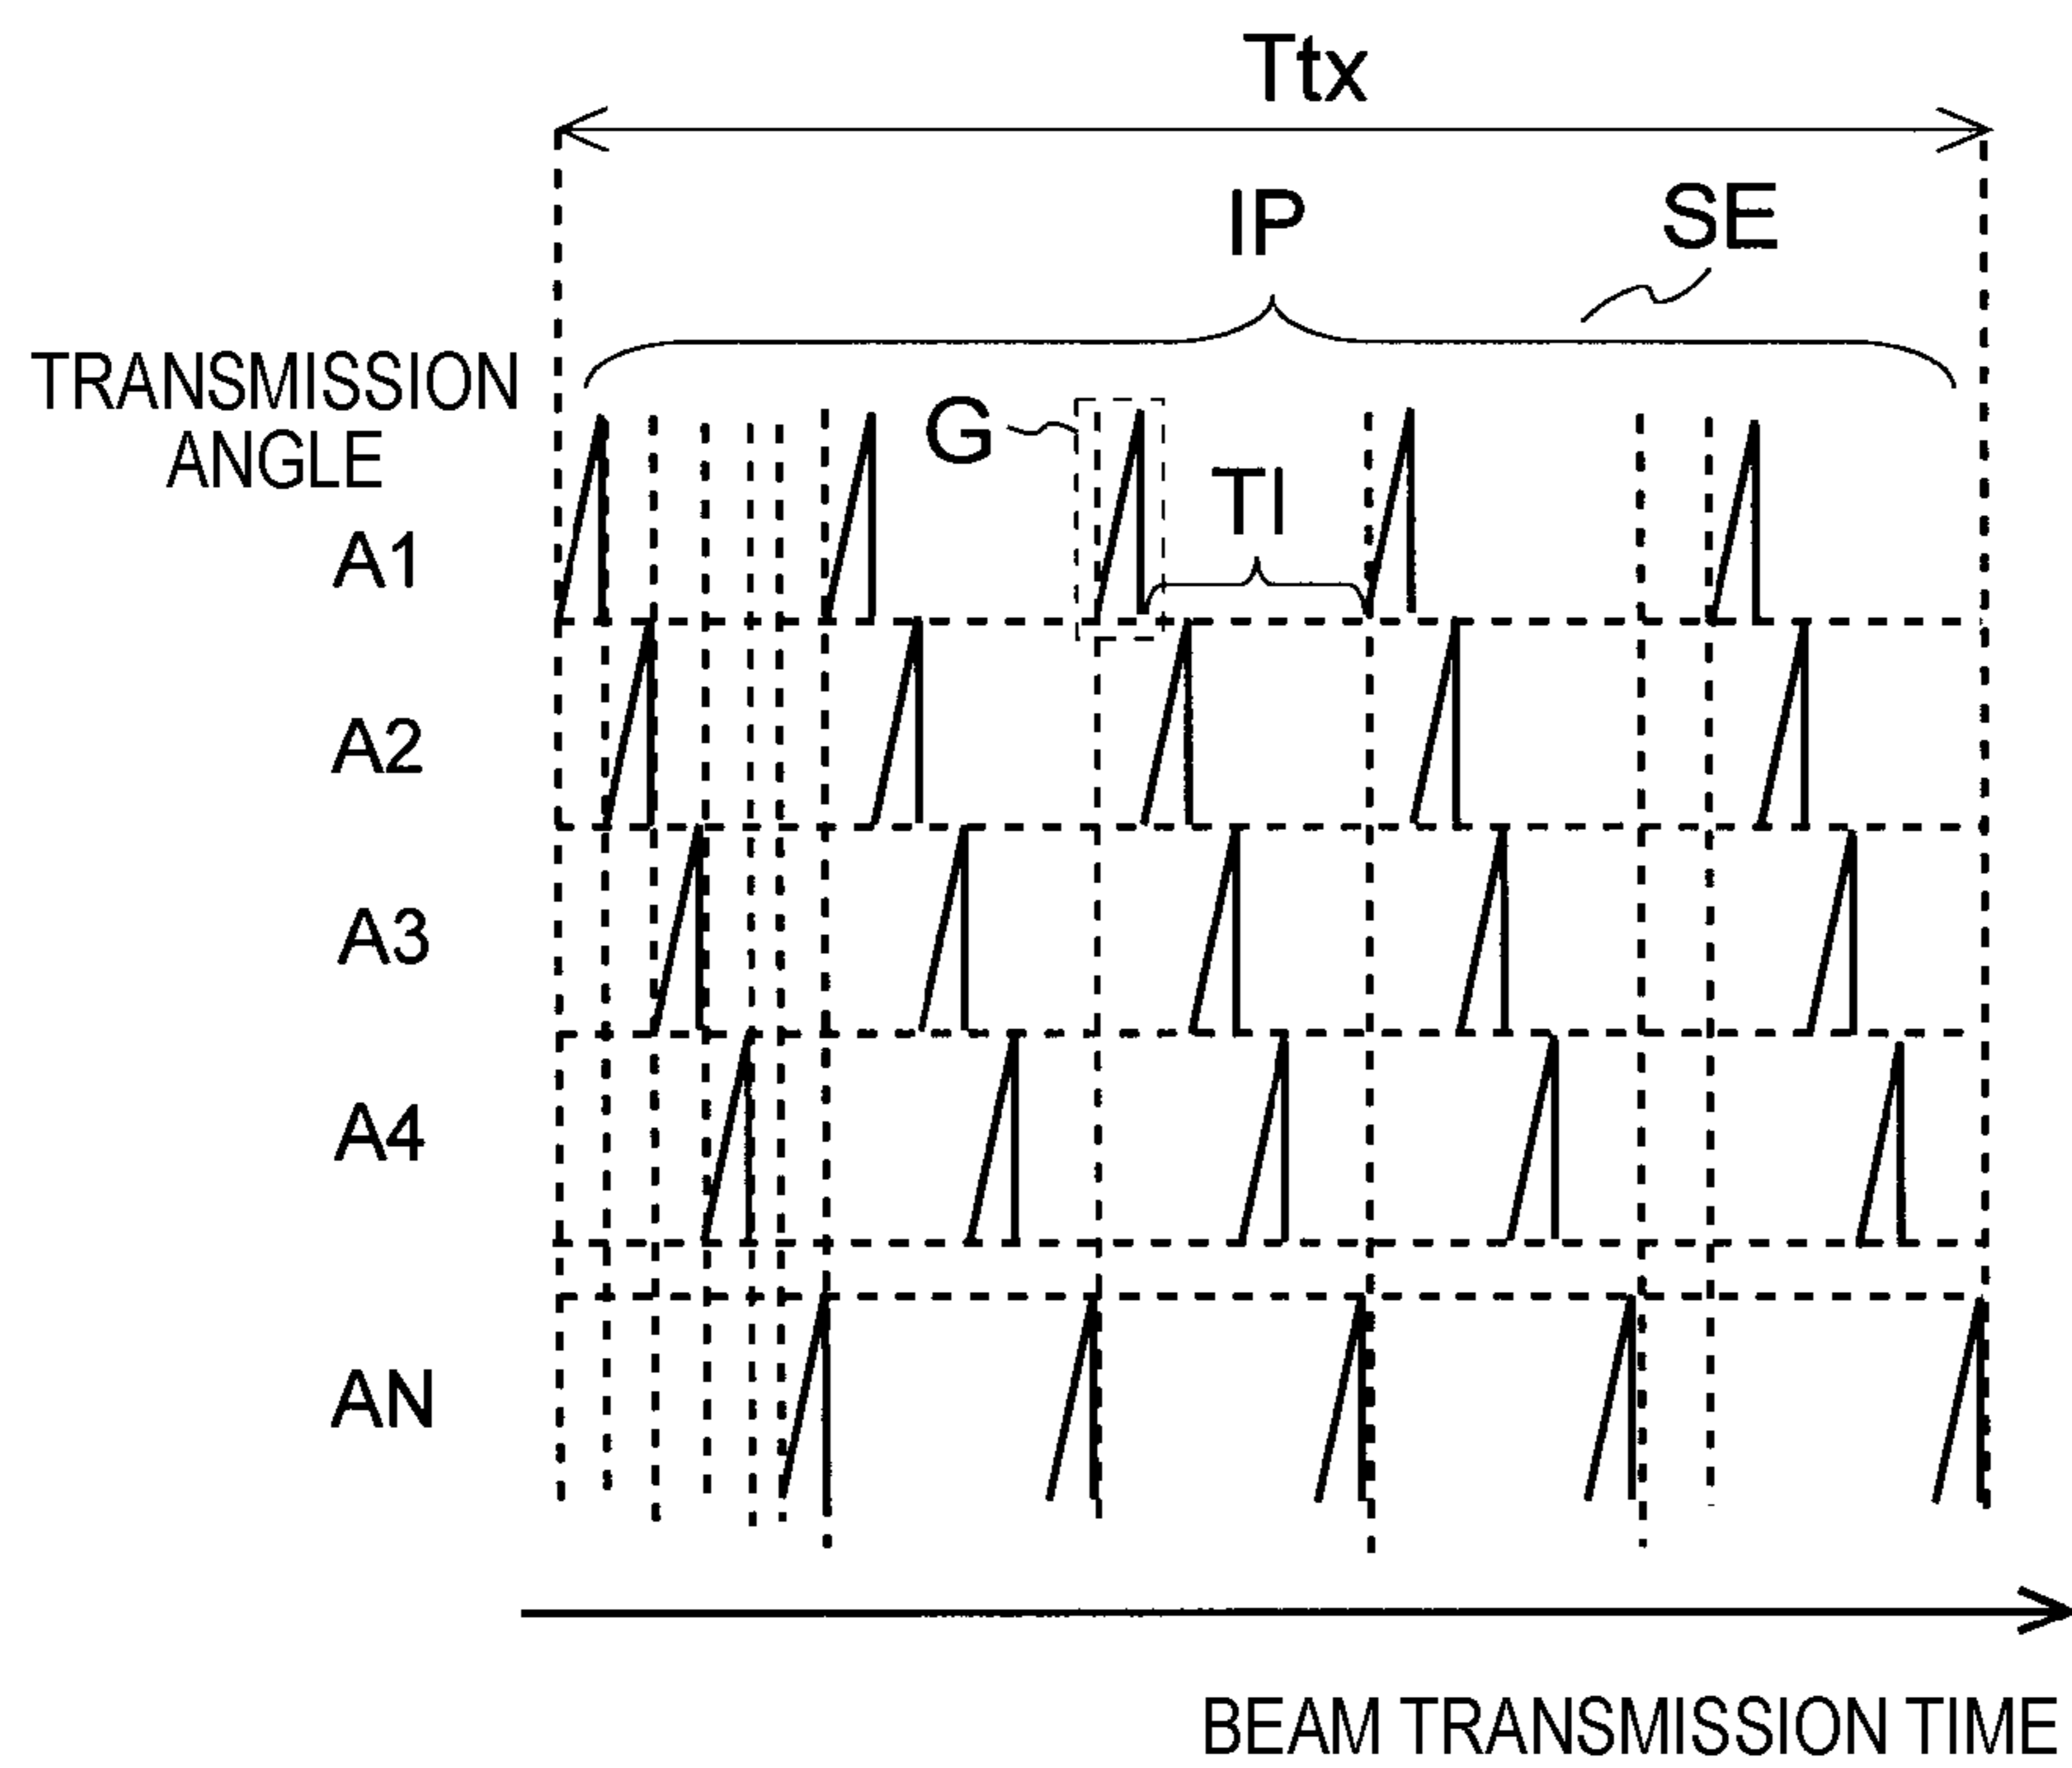 Ttx
IP
SE
TRANSMISSION
ANGLE
G
TI
A1
A2
A3
A4
AN
BEAM TRANSMISSION TIME